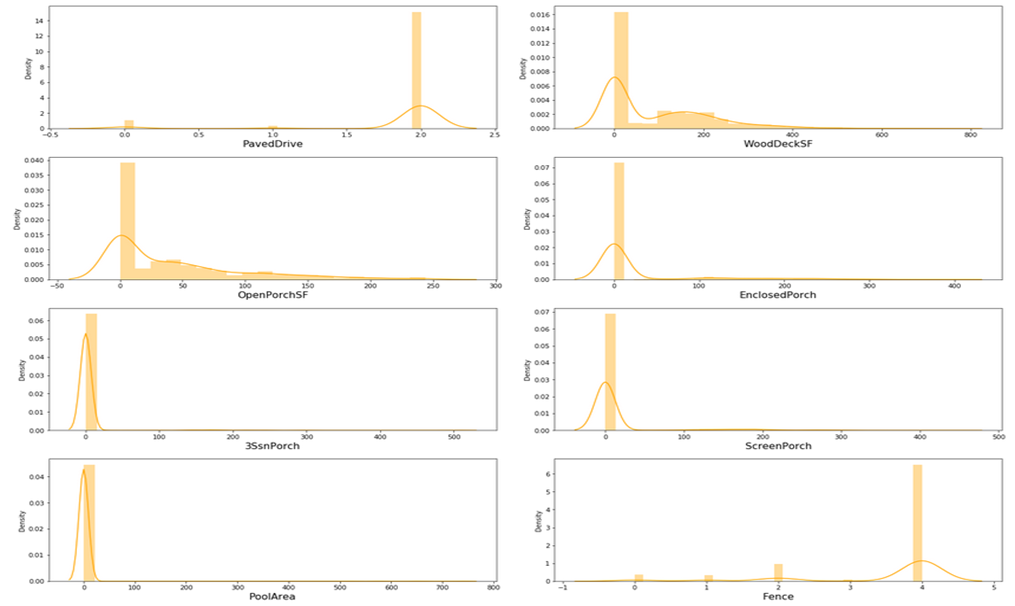 14
12
10
8
6
4
2
0
Density
−0.5 0.0 0.5 1.0 1.5 2.0 2.5
PavedDrive
0.016
0.014
0.012
0.010
0.008
0.006
0.004
0.002
0.000
Density
0 200 400 600 800
WoodDeckSF
0.040
0.035
0.030
0.025
0.020
0.015
0.010
0.005
0.000
Density
−50 0 50 100 150 200 250 300
OpenPorchSF
0.07
0.06
0.05
0.04
0.03
0.02
0.01
0.00
Density
0 100 200 300 400
EnclosedPorch
0.06
0.05
0.04
0.03
0.02
0.01
0.00
Density
0 100 200 300 400 500
3SsnPorch
0.07
0.06
0.05
0.04
0.03
0.02
0.01
0.00
Density
0 100 200 300 400 500
ScreenPorch
0.04
0.03
0.02
0.01
0.00
Density
0 100 200 300 400 500 600 700 800
PoolArea
6
5
4
3
2
1
0
Density
−1 0 1 2 3 4 5
Fence